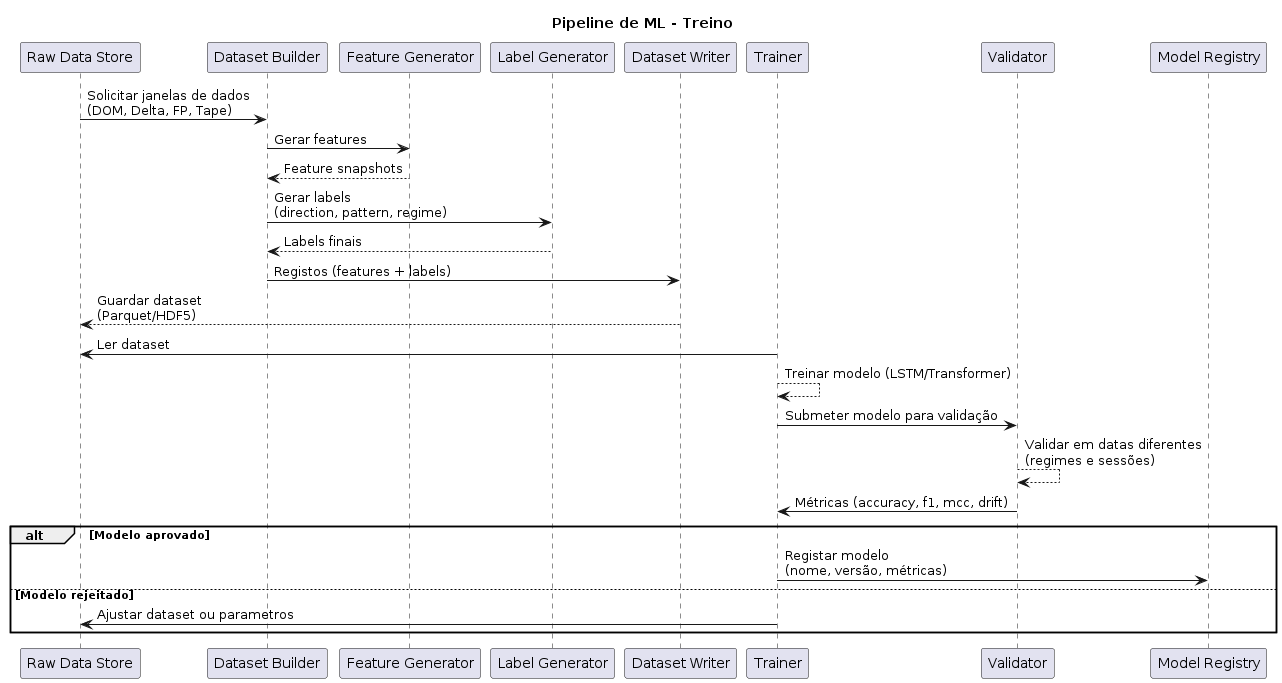 Pipeline de ML - Treino
Raw Data Store
Dataset Builder
Feature Generator
Label Generator
Dataset Writer
Trainer
Validator
Model Registry
Solicitar janelas de dados
(DOM, Delta, FP, Tape)
Gerar features
Feature snapshots
Gerar labels
(direction, pattern, regime)
Labels finais
Registos (features + labels)
Guardar dataset
(Parquet/HDF5)
Ler dataset
Treinar modelo (LSTM/Transformer)
Submeter modelo para validação
Validar em datas diferentes
(regimes e sessões)
Métricas (accuracy, f1, mcc, drift)
alt
[Modelo aprovado]
Registar modelo
(nome, versão, métricas)
[Modelo rejeitado]
Ajustar dataset ou parametros
Raw Data Store
Dataset Builder
Feature Generator
Label Generator
Dataset Writer
Trainer
Validator
Model Registry